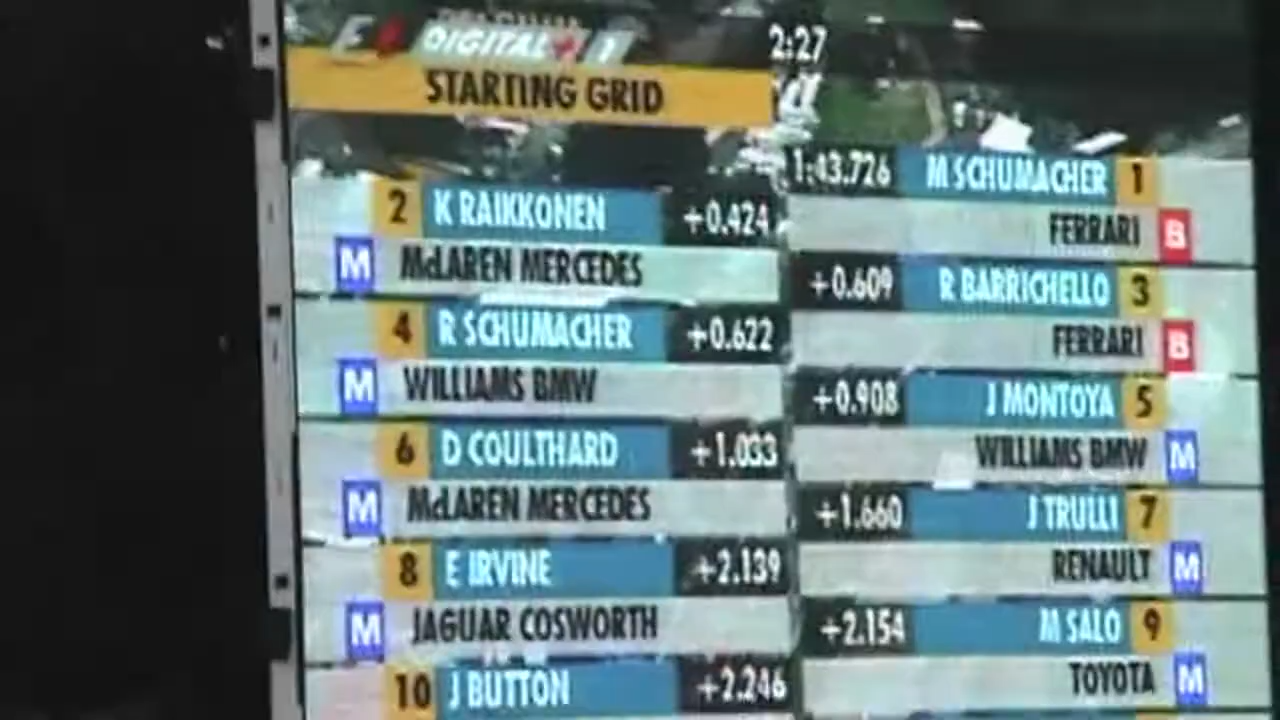 F1 DIGITAL+ 1
2:27
STARTING GRID
1:43.726 M SCHUMACHER 1
FERRARI B
2 K RAIKKONEN +0.424
M McLAREN MERCEDES
+0.609 R BARRICHELLO 3
FERRARI B
4 R SCHUMACHER +0.622
M WILLIAMS BMW
+0.908 J MONTOYA 5
WILLIAMS BMW M
6 D COULTHARD +1.033
M McLAREN MERCEDES
+1.660 J TRULLI 7
RENAULT M
8 E IRVINE +2.139
M JAGUAR COSWORTH
+2.154 M SALO 9
TOYOTA M
10 J BUTTON +2.246